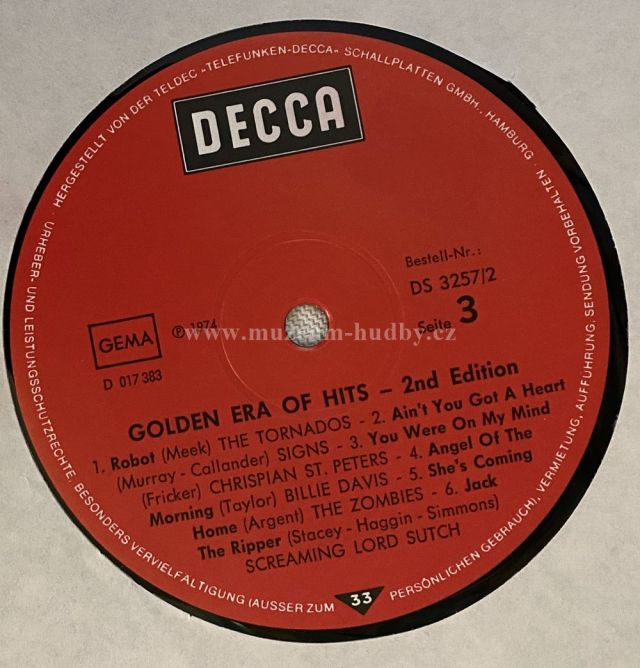 · HERGESTELLT VON DER TELDEC »TELEFUNKEN-DECCA« SCHALLPLATTEN GMBH., HAMBURG ·
DECCA
Bestell-Nr.:
DS 3257/2
GEMA
℗ 1974
Seite 3
D 017 383
www.muzeum-hudby.cz
GOLDEN ERA OF HITS – 2nd Edition
1. Robot (Meek) THE TORNADOS - 2. Ain't You Got A Heart
(Murray - Callander) SIGNS - 3. You Were On My Mind
(Fricker) CHRISPIAN ST. PETERS - 4. Angel Of The
Morning (Taylor) BILLIE DAVIS - 5. She's Coming
Home (Argent) THE ZOMBIES - 6. Jack
The Ripper (Stacey - Haggin - Simmons)
SCREAMING LORD SUTCH
URHEBER- UND LEISTUNGSSCHUTZRECHTE, BESONDERS VERVIELFÄLTIGUNG (AUSSER ZUM 33 PERSÖNLICHEN GEBRAUCH), VERMIETUNG, AUFFÜHRUNG, SENDUNG VORBEHALTEN